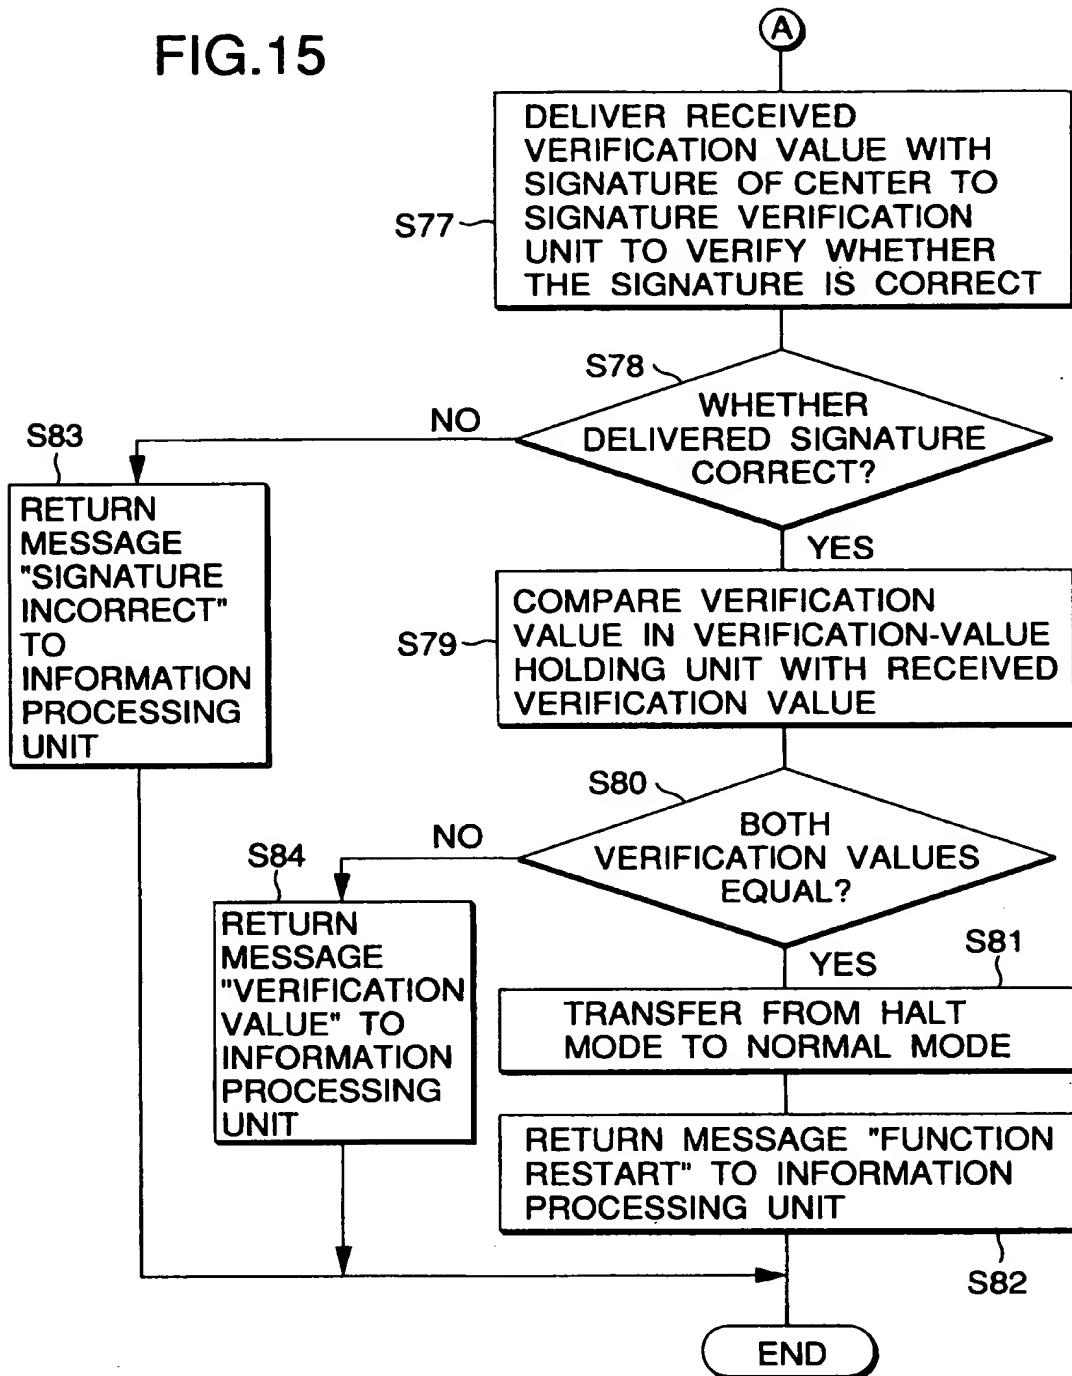 FIG.15
A
DELIVER RECEIVED
VERIFICATION VALUE WITH
SIGNATURE OF CENTER TO
SIGNATURE VERIFICATION
UNIT TO VERIFY WHETHER
THE SIGNATURE IS CORRECT
S77
S78
WHETHER
DELIVERED SIGNATURE
CORRECT?
NO
YES
S83
RETURN
MESSAGE
"SIGNATURE
INCORRECT"
TO
INFORMATION
PROCESSING
UNIT
S79
COMPARE VERIFICATION
VALUE IN VERIFICATION-VALUE
HOLDING UNIT WITH RECEIVED
VERIFICATION VALUE
S80
BOTH
VERIFICATION VALUES
EQUAL?
NO
YES
S84
RETURN
MESSAGE
"VERIFICATION
VALUE" TO
INFORMATION
PROCESSING
UNIT
S81
TRANSFER FROM HALT
MODE TO NORMAL MODE
RETURN MESSAGE "FUNCTION
RESTART" TO INFORMATION
PROCESSING UNIT
S82
END